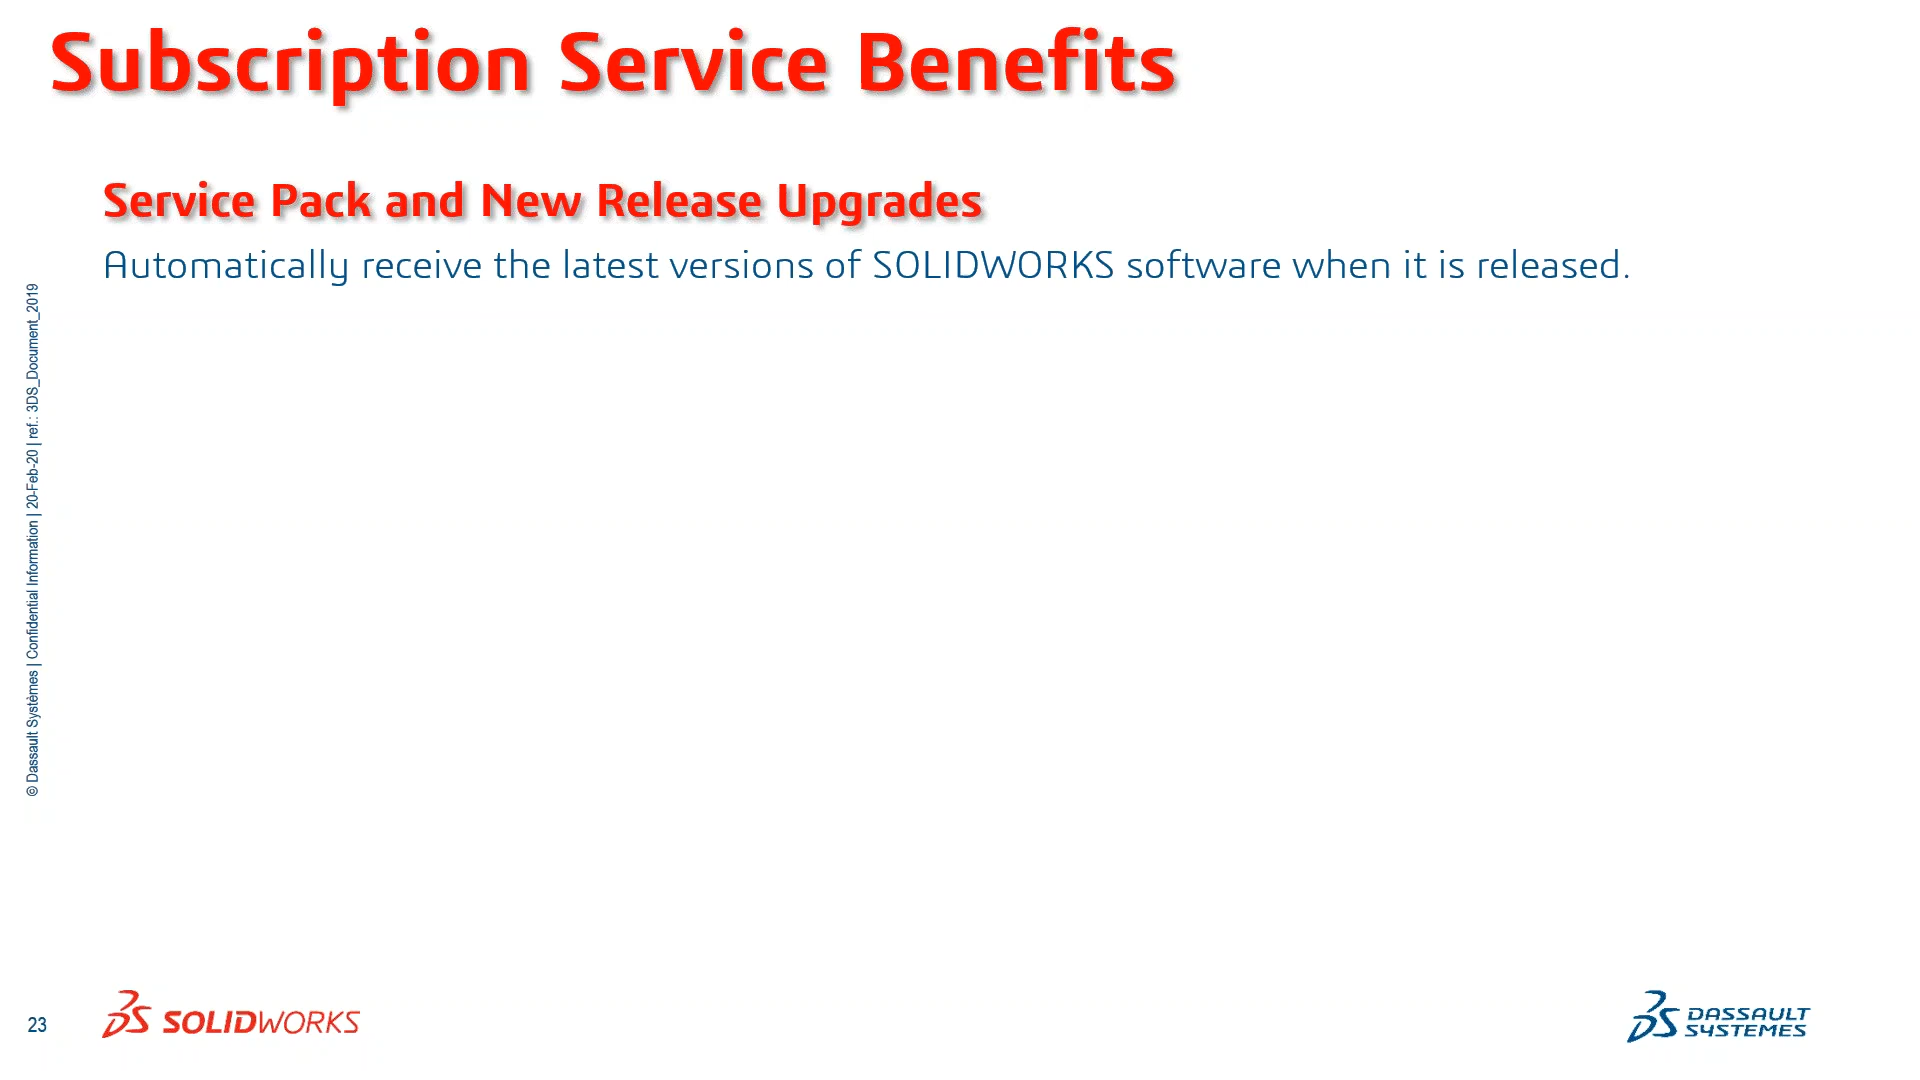 Subscription Service Benefits
Service Pack and New Release Upgrades
Automatically receive the latest versions of SOLIDWORKS software when it is released.
© Dassault Systèmes | Confidential Information | 20-Feb-20 | ref.: 3DS_Document_2019
23
SOLIDWORKS
DASSAULT
SYSTEMES